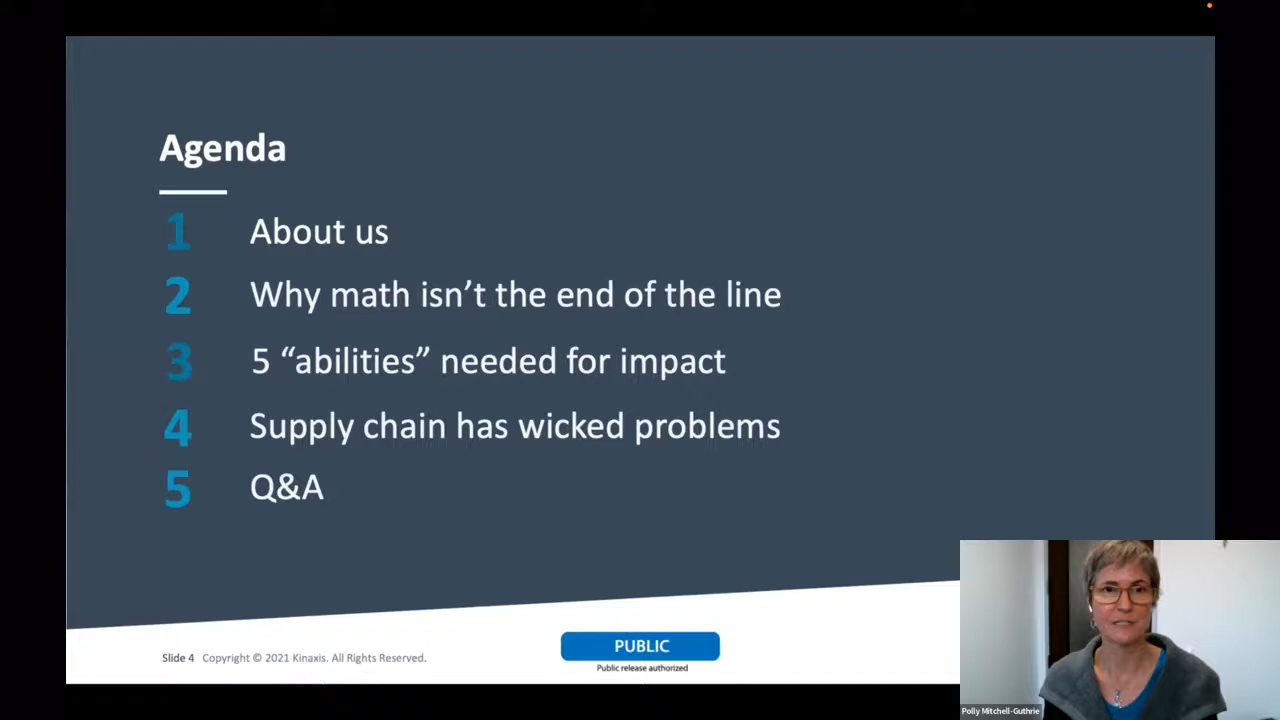 Agenda
1 About us
2 Why math isn’t the end of the line
3 5 “abilities” needed for impact
4 Supply chain has wicked problems
5 Q&A
Slide 4 Copyright © 2021 Kinaxis. All Rights Reserved.
PUBLIC
Public release authorized
Polly Mitchell-Guthrie